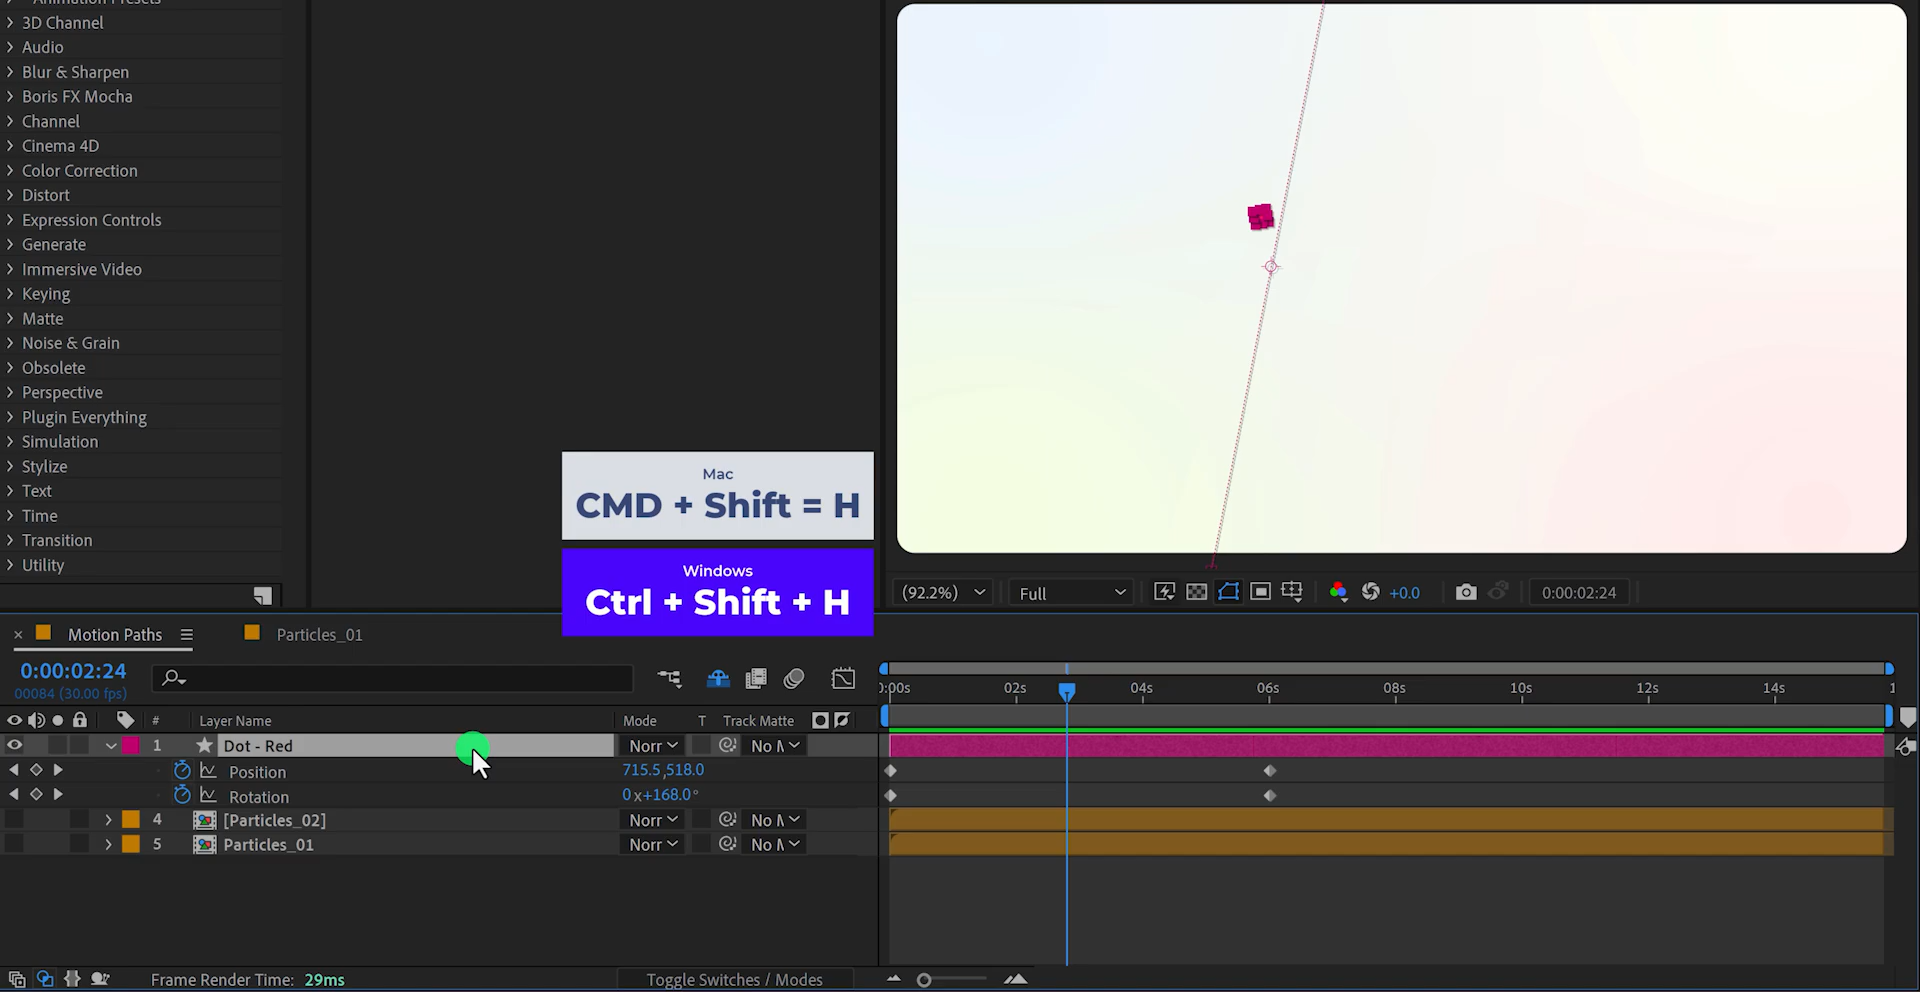 Animation Presets
3D Channel
Audio
Blur & Sharpen
Boris FX Mocha
Channel
Cinema 4D
Color Correction
Distort
Expression Controls
Generate
Immersive Video
Keying
Matte
Noise & Grain
Obsolete
Perspective
Plugin Everything
Simulation
Stylize
Text
Time
Transition
Utility
Mac
CMD + Shift = H
Windows
Ctrl + Shift + H
(92.2%)
Full
+0.0
0:00:02:24
Motion Paths
Particles_01
0:00:02:24
00084 (30.00 fps)
0:00s
02s
04s
06s
08s
10s
12s
14s
1
#
Layer Name
Mode
T
Track Matte
1
Dot - Red
Norr
No M
Position
715.5,518.0
Rotation
0x+168.0°
4
[Particles_02]
Norr
No M
5
Particles_01
Norr
No M
Frame Render Time: 29ms
Toggle Switches / Modes